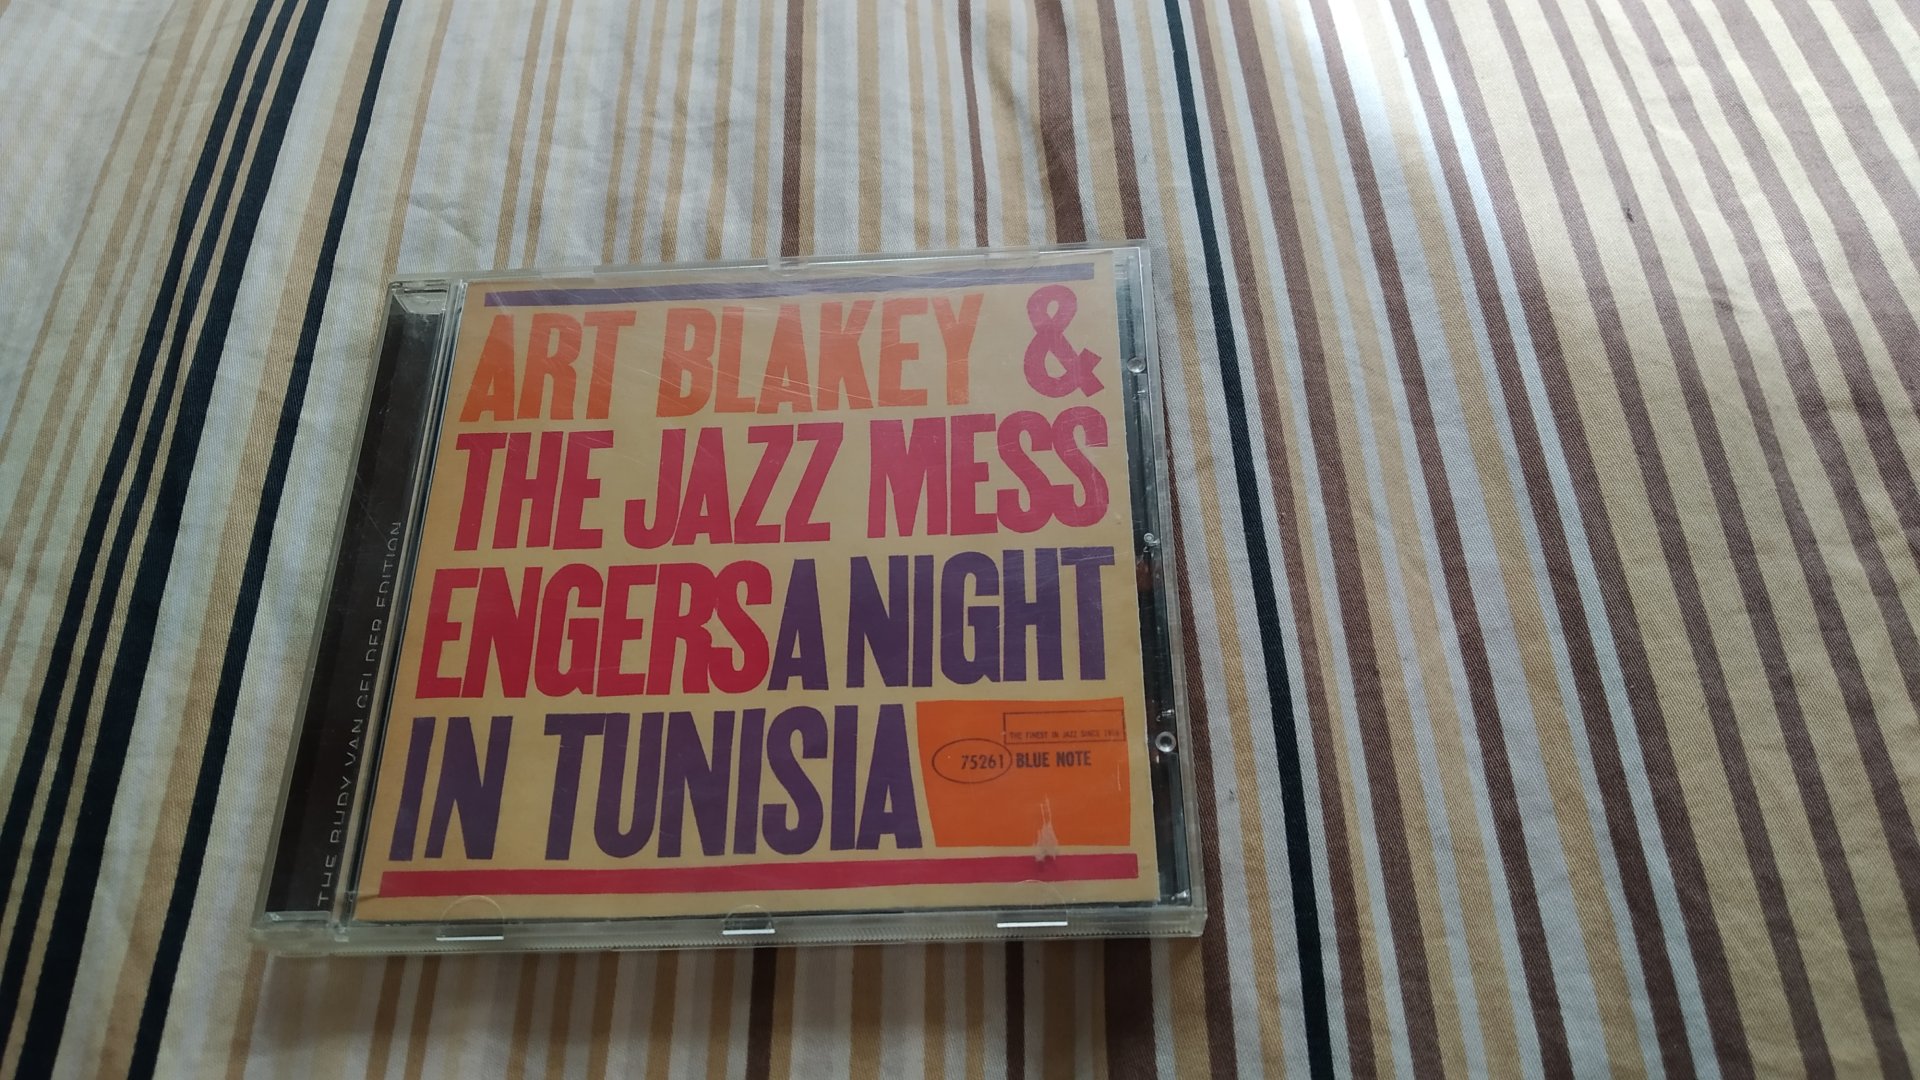 ART BLAKEY &
THE JAZZ MESS
ENGERS A NIGHT
IN TUNISIA
THE FINEST IN JAZZ SINCE 1939
75261 BLUE NOTE
THE RUDY VAN GELDER EDITION